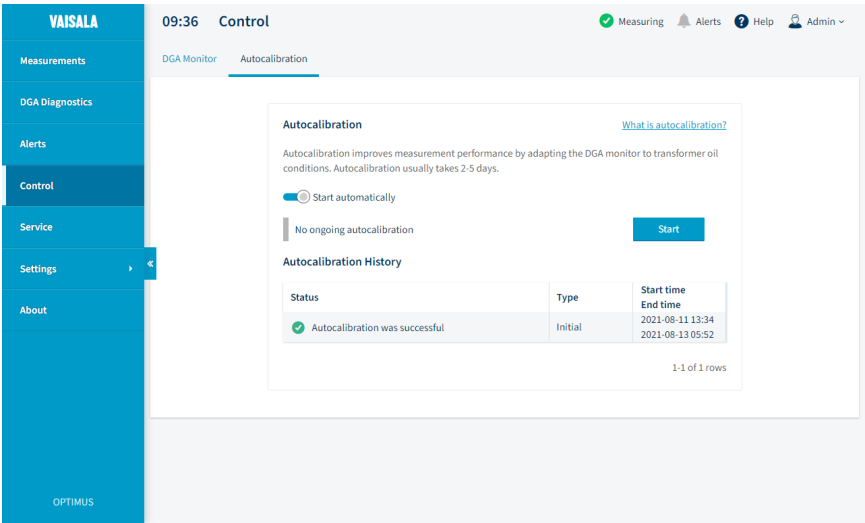 VAISALA
09:36 Control
Measuring Alerts Help Admin
Measurements
DGA Diagnostics
Alerts
Control
Service
Settings
About
OPTIMUS
DGA Monitor Autocalibration
Autocalibration What is autocalibration?
Autocalibration improves measurement performance by adapting the DGA monitor to transformer oil
conditions. Autocalibration usually takes 2-5 days.
Start automatically
No ongoing autocalibration Start
Autocalibration History
Status Type Start time
End time
Autocalibration was successful Initial 2021-08-11 13:34
2021-08-13 05:52
1-1 of 1 rows